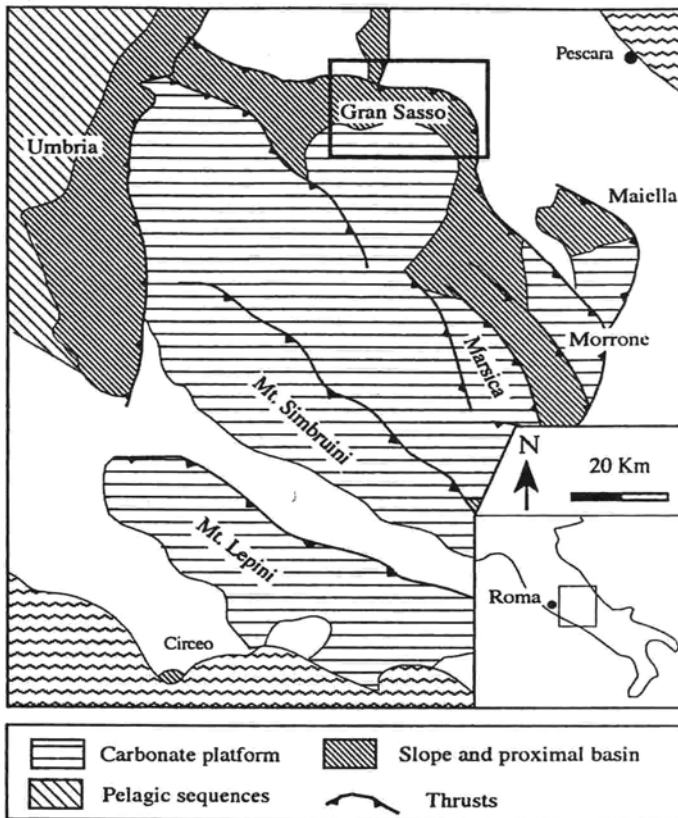 Pescara
Gran Sasso
Umbria
Maiella
Morrone
Marsica
Mt. Simbruini
N
20 Km
Mt. Lepini
Roma
Circeo
Carbonate platform
Slope and proximal basin
Pelagic sequences
Thrusts